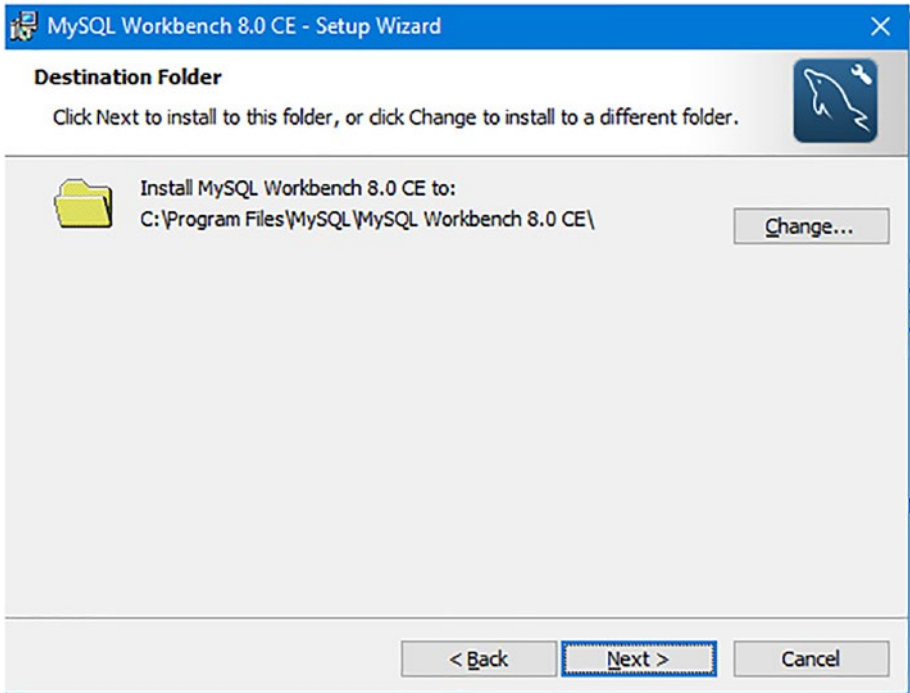 MySQL Workbench 8.0 CE - Setup Wizard
Destination Folder
Click Next to install to this folder, or click Change to install to a different folder.
Install MySQL Workbench 8.0 CE to:
C:\Program Files\MySQL\MySQL Workbench 8.0 CE\
Change...
< Back
Next >
Cancel